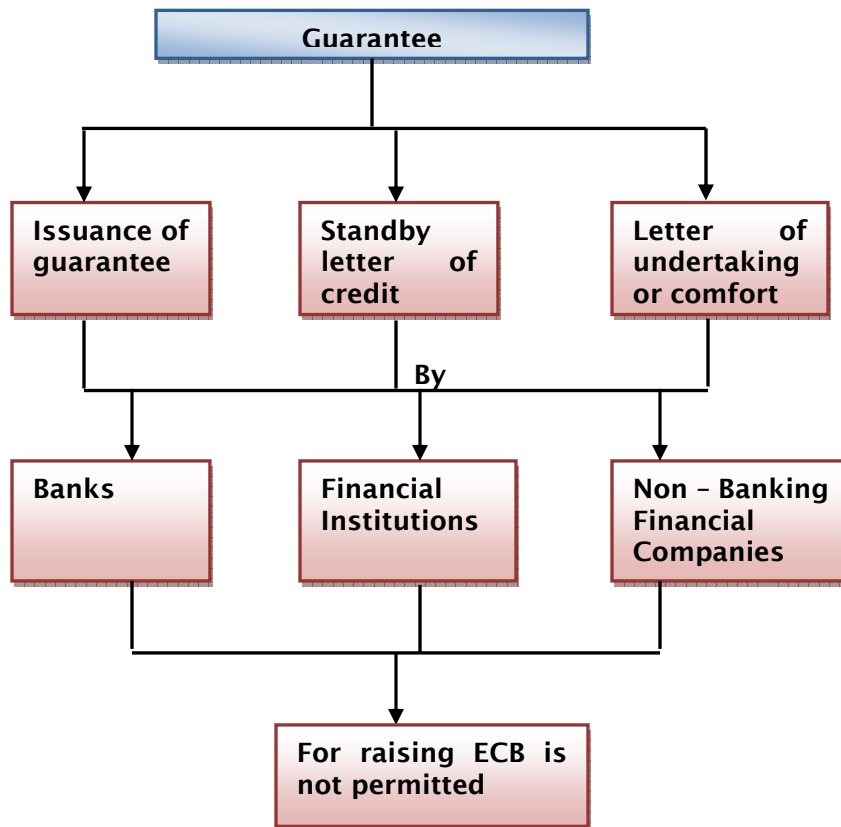 Guarantee
Issuance of
guarantee
Standby
letter of
credit
Letter of
undertaking
or comfort
By
Banks
Financial
Institutions
Non – Banking
Financial
Companies
For raising ECB is
not permitted